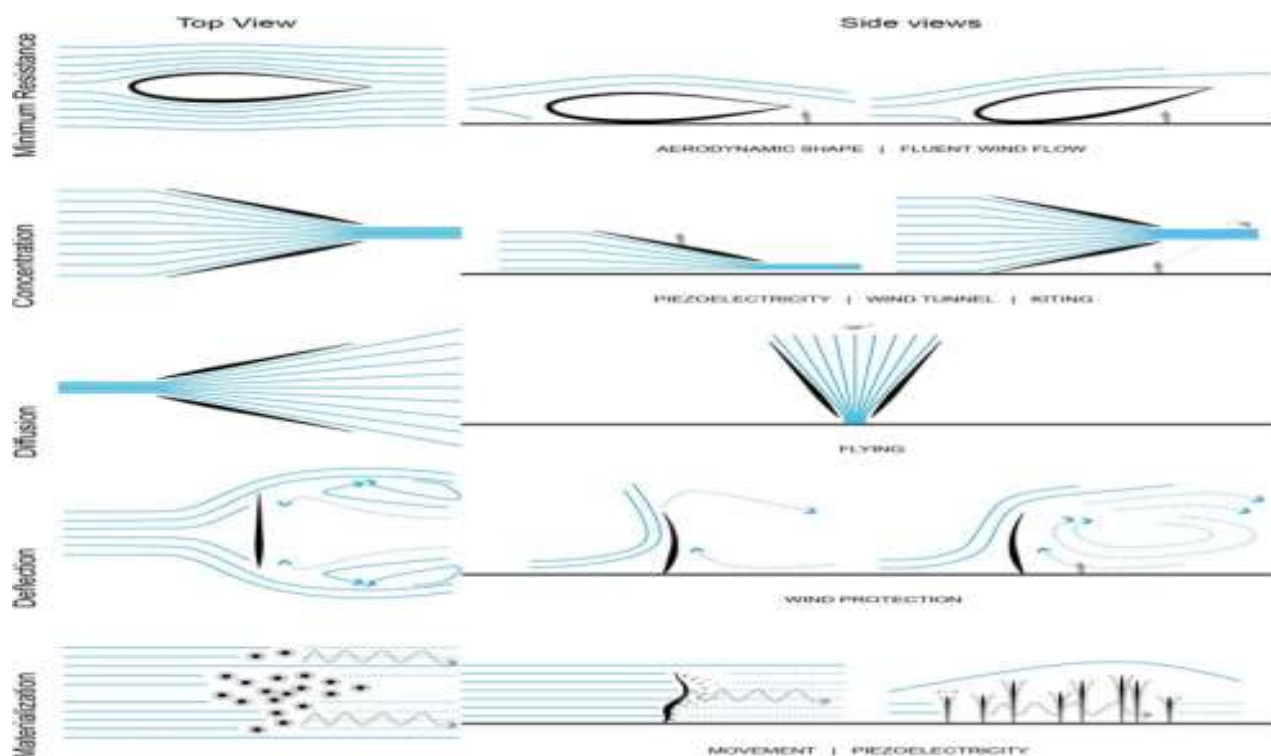 Top View
Side views
Minimum Resistance
AERODYNAMIC SHAPE | FLUENT WIND FLOW
Concentration
PIEZOELECTRICITY | WIND TUNNEL | KITING
Diffusion
FLYING
Deflection
WIND PROTECTION
Materialization
MOVEMENT | PIEZOELECTRICITY